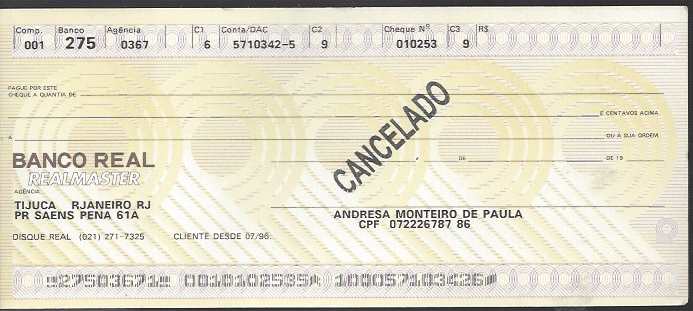 Comp. Banco Agência C1 Conta/DAC C2 Cheque Nº C3 R$
001 275 0367 6 5710342-5 9 010253 9
PAGUE POR ESTE
CHEQUE A QUANTIA DE
E CENTAVOS ACIMA
A OU A SUA ORDEM
CANCELADO
BANCO REAL
REALMASTER
, DE DE 19
AGÊNCIA
TIJUCA RJANEIRO RJ
PR SAENS PENA 61A
ANDRESA MONTEIRO DE PAULA
CPF 072226787 86
DISQUE REAL (021) 271-7325 CLIENTE DESDE 07/96
27503671 0010102535 100057103426